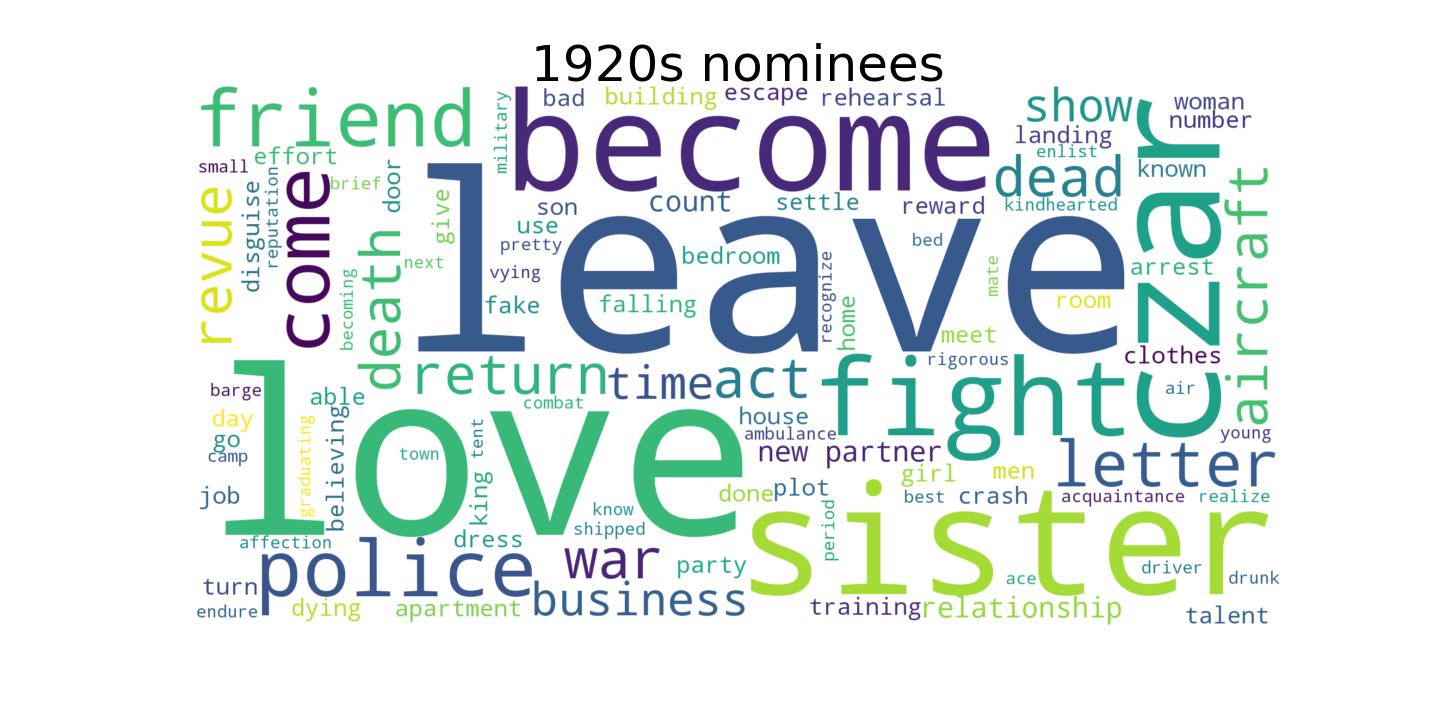 1920s nominees
friend
become
bad
building
escape
rehearsal
show
woman
number
military
landing
enlist
small
effort
brief
door
dead
known
czar
revue
disguise
reputation
come
give
leave
son
count
settle
reward
kindhearted
use
pretty
bed
aircraft
death
next
vying
bedroom
arrest
becoming
fake
falling
recognize
home
mate
room
meet
clothes
return
time
act
fight
rigorous
air
barge
able
combat
love
house
day
go
camp
graduating
believing
town
tent
ambulance
new partner
young
letter
job
king
girl
men
done
plot
best
crash
acquaintance
realize
know
shipped
period
sister
affection
dress
police
war
party
ace
driver
drunk
turn
endure
dying
apartment
business
training
relationship
talent